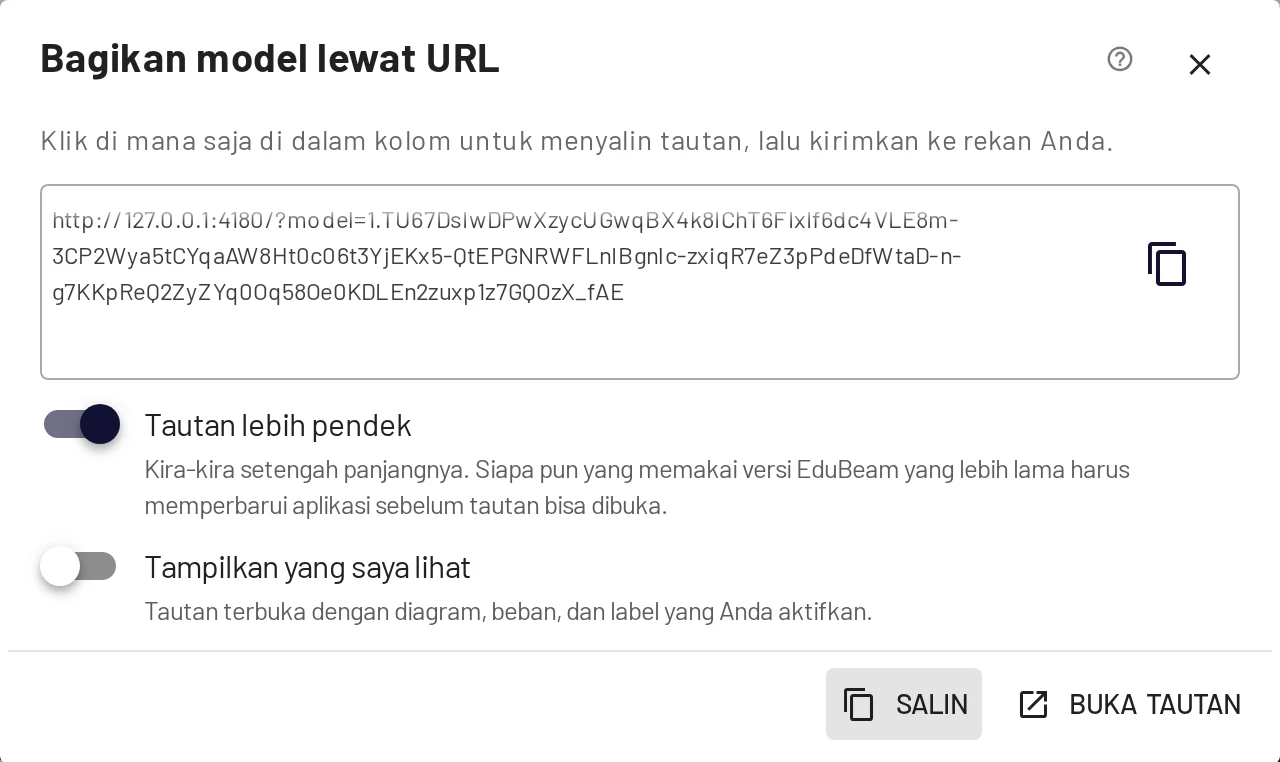 Bagikan model lewat URL
Klik di mana saja di dalam kolom untuk menyalin tautan, lalu kirimkan ke rekan Anda.
http://127.0.0.1:4180/?model=1.TU67DsIwDPwXzycUGwqBX4k8IChT6FIxIf6dc4VLE8m-
3CP2Wya5tCYqaAW8Ht0c06t3YjEKx5-QtEPGNRWFLnIBgnIc-zxiqR7eZ3pPdeDfWtaD-n-
g7KKpReQ2ZyZYq0Oq58Oe0KDLEn2zuxp1z7GQOzX_fAE
Tautan lebih pendek
Kira-kira setengah panjangnya. Siapa pun yang memakai versi EduBeam yang lebih lama harus
memperbarui aplikasi sebelum tautan bisa dibuka.
Tampilkan yang saya lihat
Tautan terbuka dengan diagram, beban, dan label yang Anda aktifkan.
SALIN BUKA TAUTAN